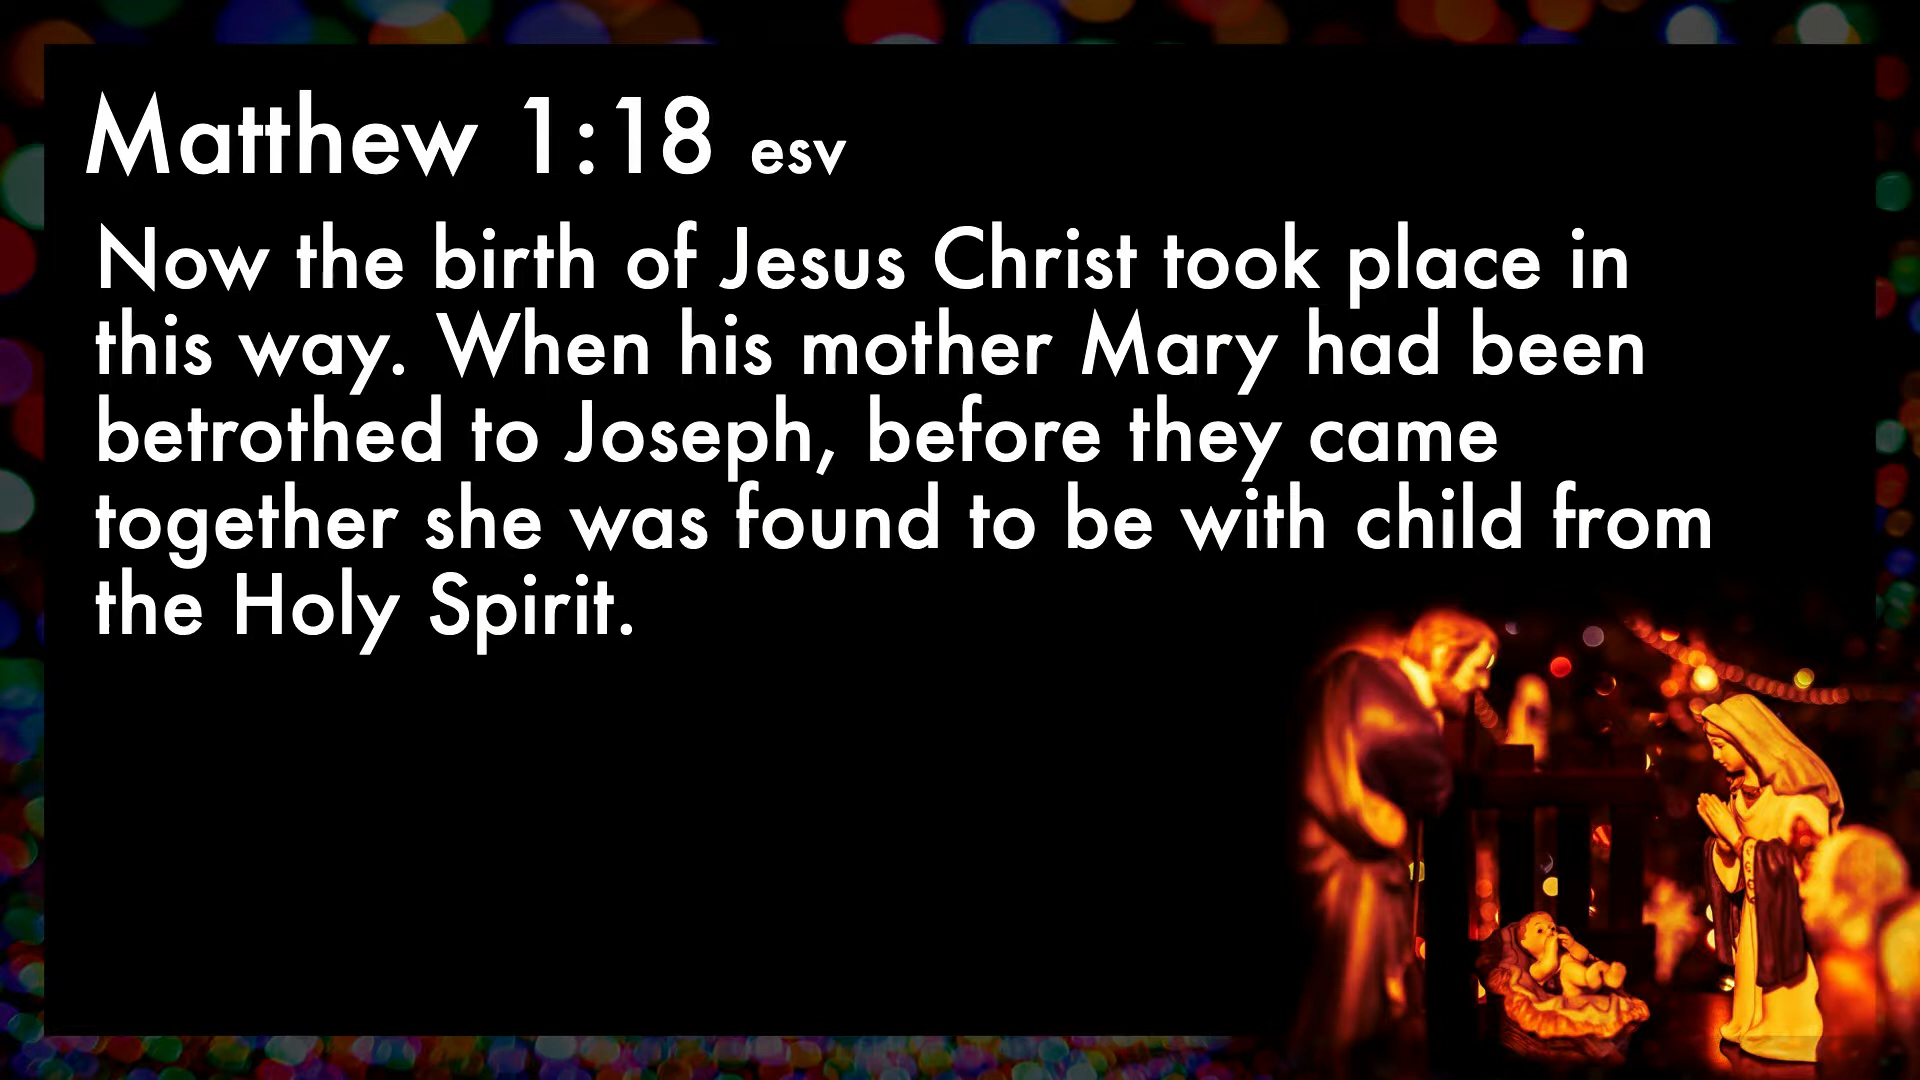 Matthew 1:18 esv
Now the birth of Jesus Christ took place in
this way. When his mother Mary had been
betrothed to Joseph, before they came
together she was found to be with child from
the Holy Spirit.